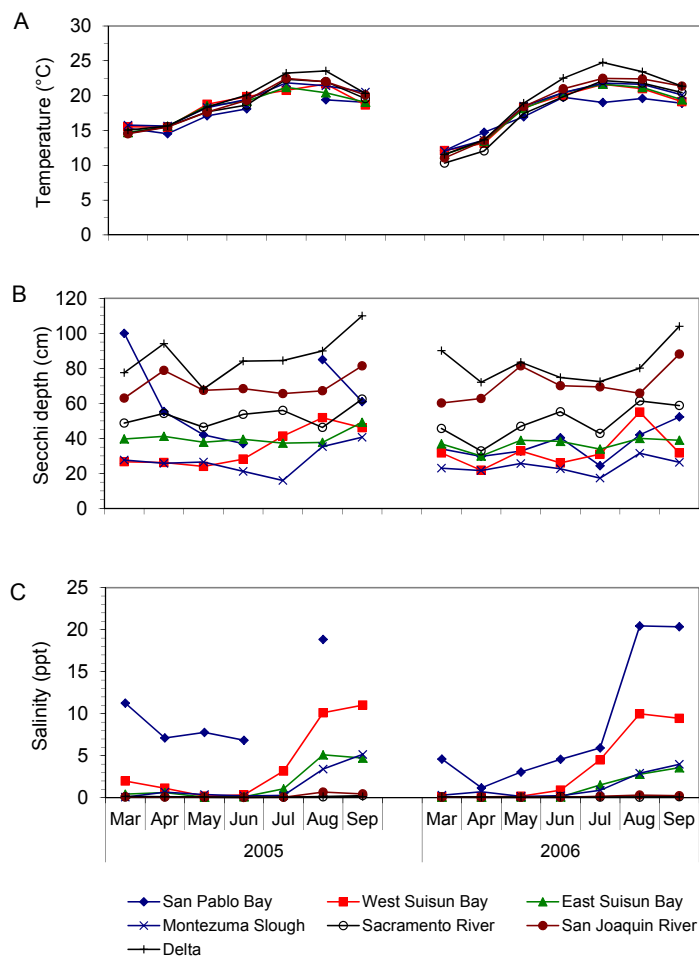 A
Temperature (°C)
30
25
20
15
10
5
0
B
Secchi depth (cm)
120
100
80
60
40
20
0
C
Salinity (ppt)
25
20
15
10
5
0
Mar Apr May Jun Jul Aug Sep Mar Apr May Jun Jul Aug Sep
2005 2006
San Pablo Bay West Suisun Bay East Suisun Bay
Montezuma Slough Sacramento River San Joaquin River
Delta